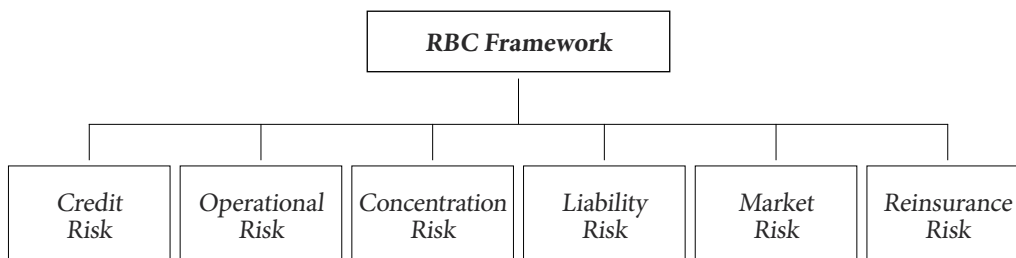 RBC Framework
Credit
Risk
Operational
Risk
Concentration
Risk
Liability
Risk
Market
Risk
Reinsurance
Risk